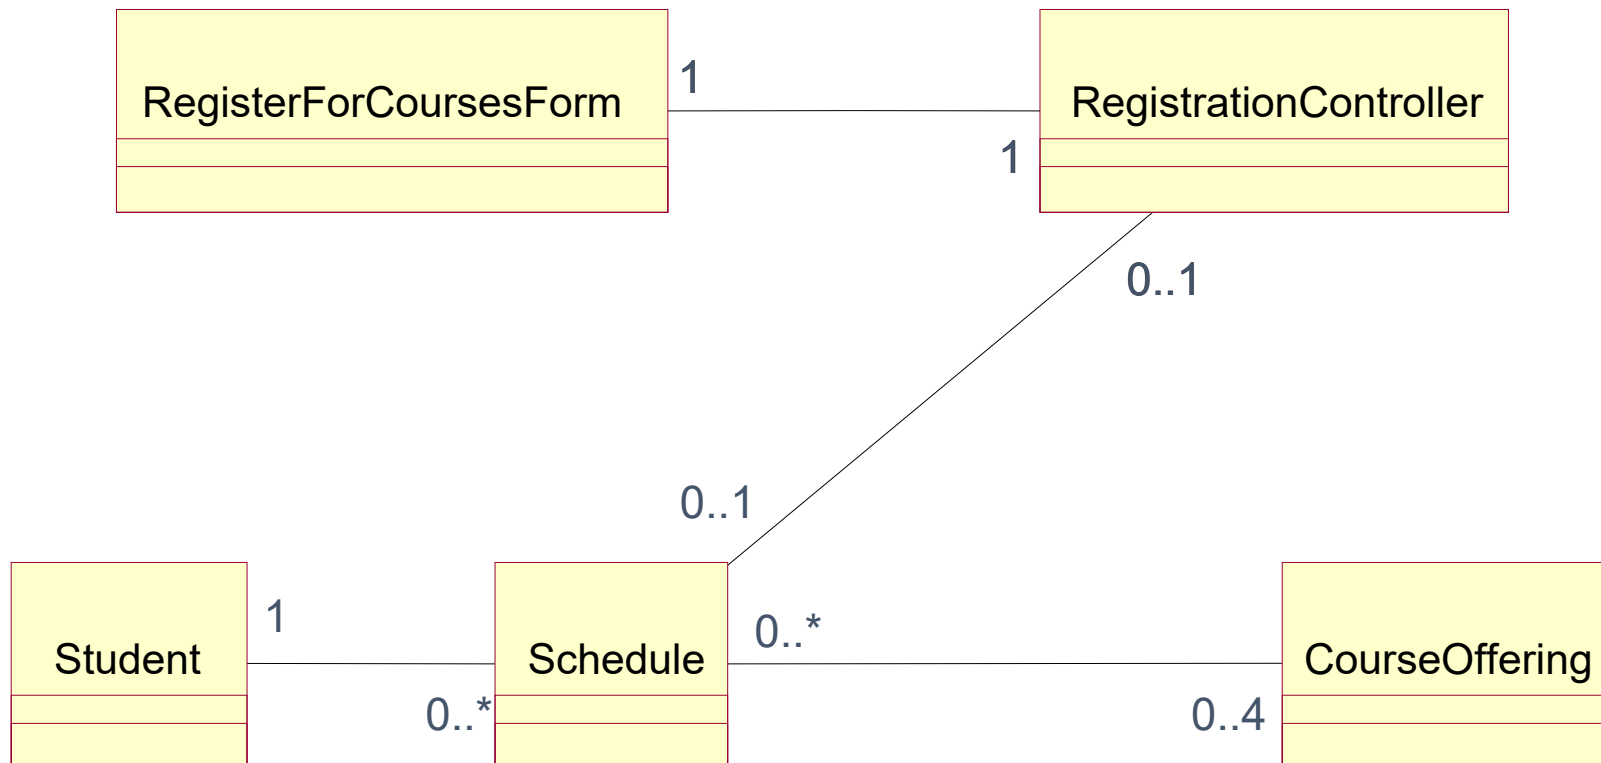 RegisterForCoursesForm
1
1
RegistrationController
0..1
0..1
Student
1
0..*
Schedule
0..*
0..4
CourseOffering